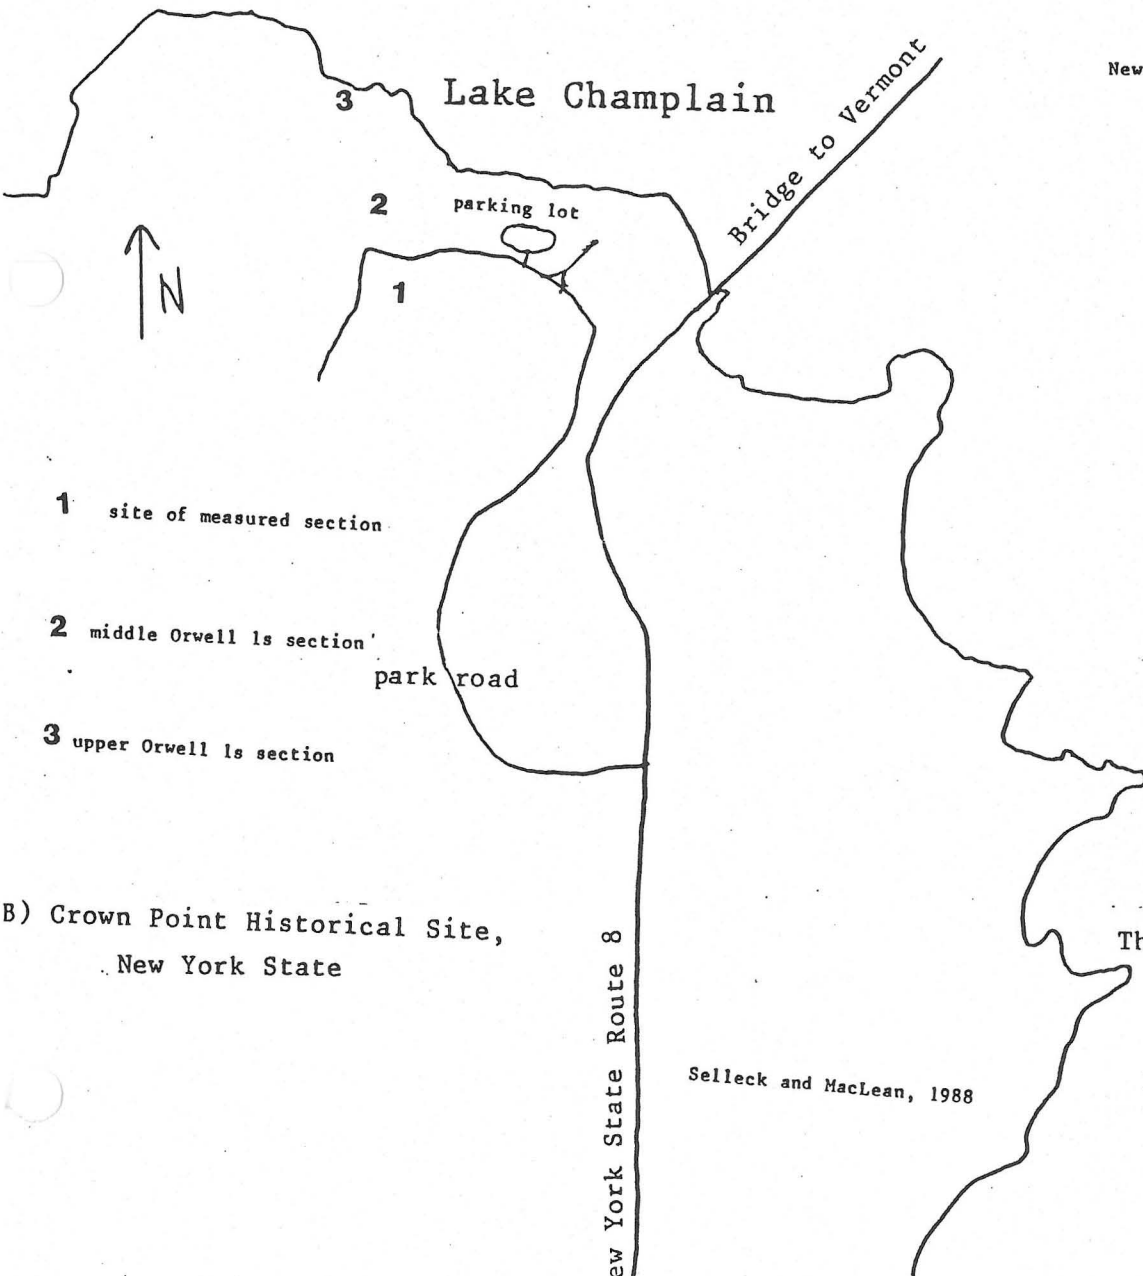 New
Lake Champlain
Bridge to Vermont
3
2
parking lot
1
N
1 site of measured section
2 middle Orwell ls section
park road
3 upper Orwell ls section
B) Crown Point Historical Site,
New York State
Th
ew York State Route 8
Selleck and MacLean, 1988